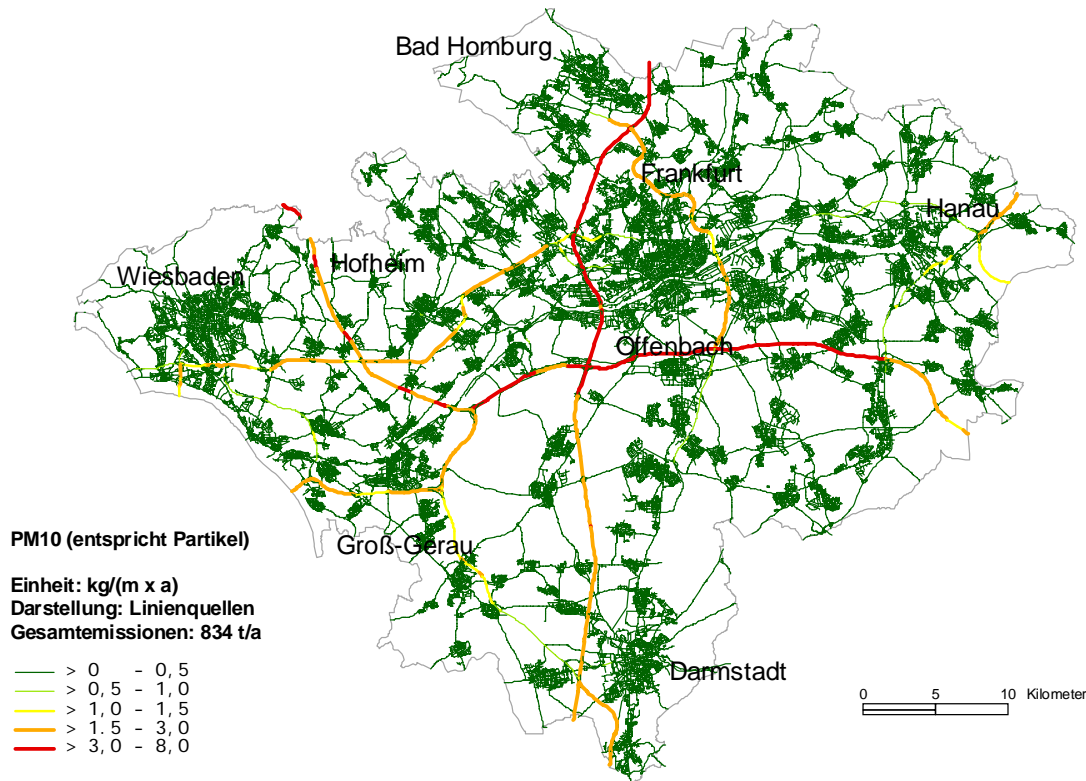 Bad Homburg
Frankfurt
Hanau
Hofheim
Wiesbaden
Offenbach
PM10 (entspricht Partikel)
Groß-Gerau
Einheit: kg/(m x a)
Darstellung: Linienquellen
Gesamtemissionen: 834 t/a
Darmstadt
> 0 - 0,5
> 0,5 - 1,0
> 1,0 - 1,5
> 1.5 - 3,0
> 3,0 - 8,0
0 5 10 Kilometer